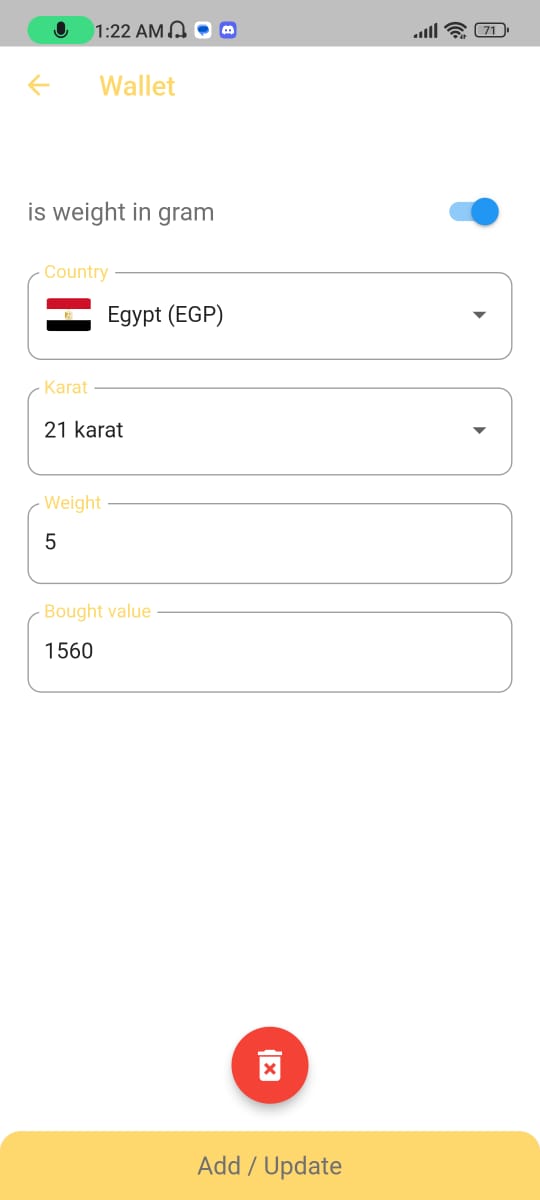 1:22 AM
71
Wallet
is weight in gram
Country
Egypt (EGP)
Karat
21 karat
Weight
5
Bought value
1560
Add / Update